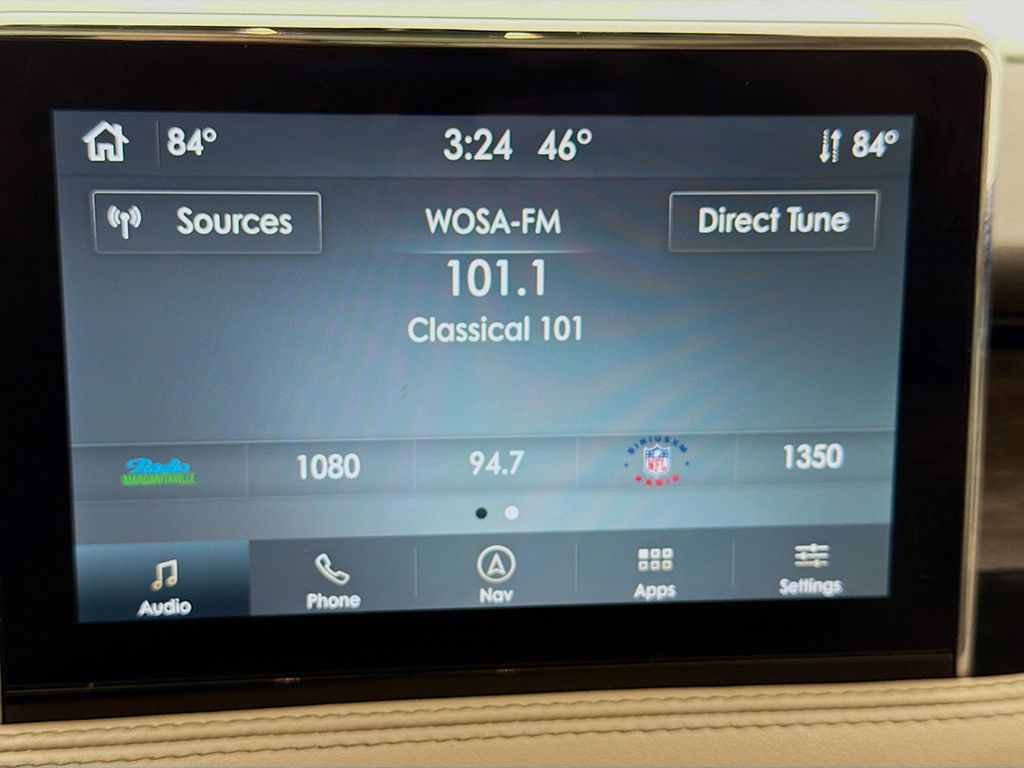 84° 3:24 46° 84°
Sources WOSA-FM Direct Tune
101.1
Classical 101
Radio MARGARITAVILLE 1080 94.7 SIRIUSXM NFL RADIO 1350
Audio Phone Nav Apps Settings